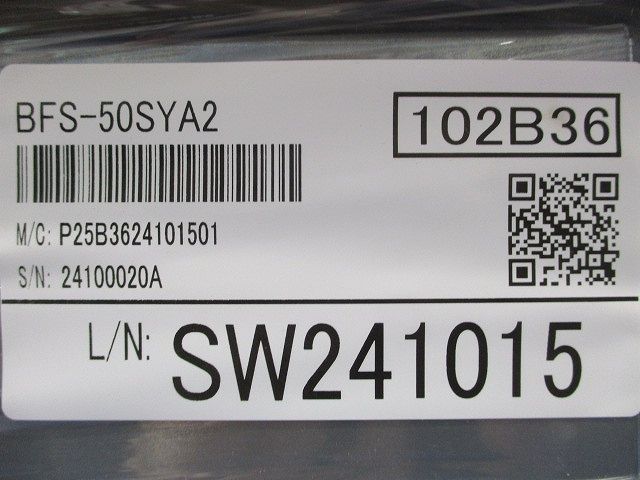 BFS-50SYA2
102B36
M/C: P25B3624101501
S/N: 24100020A
L/N: SW241015